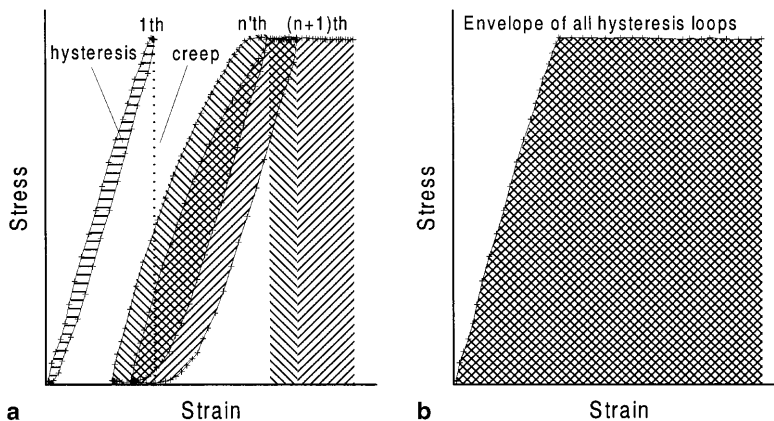 1th
n'th
(n+1)th
hysteresis
creep
Stress
Strain
a
Envelope of all hysteresis loops
Stress
Strain
b